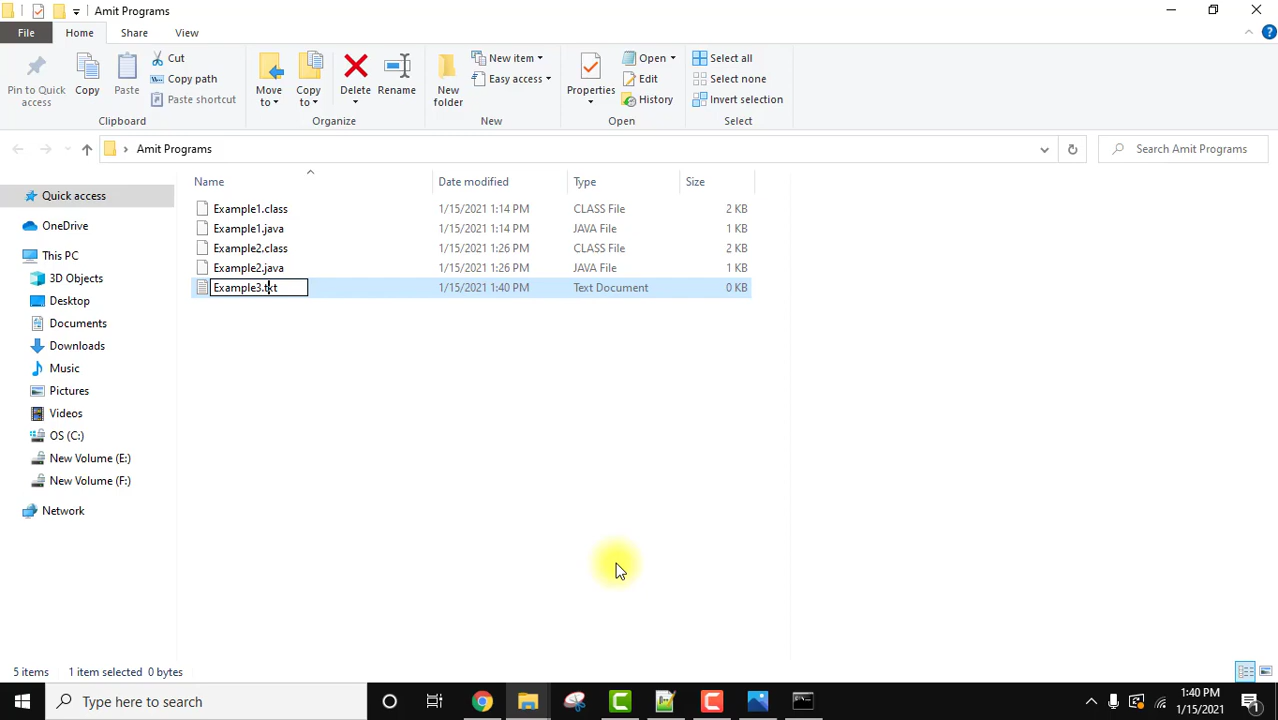 Amit Programs
File Home Share View
Pin to Quick access
Copy
Paste
Cut
Copy path
Paste shortcut
Clipboard
Move to
Copy to
Delete
Rename
Organize
New folder
New item
Easy access
New
Properties
Open
Edit
History
Open
Select all
Select none
Invert selection
Select
Amit Programs
Search Amit Programs
Quick access
OneDrive
This PC
3D Objects
Desktop
Documents
Downloads
Music
Pictures
Videos
OS (C:)
New Volume (E:)
New Volume (F:)
Network
Name Date modified Type Size
Example1.class 1/15/2021 1:14 PM CLASS File 2 KB
Example1.java 1/15/2021 1:14 PM JAVA File 1 KB
Example2.class 1/15/2021 1:26 PM CLASS File 2 KB
Example2.java 1/15/2021 1:26 PM JAVA File 1 KB
Example3.txt 1/15/2021 1:40 PM Text Document 0 KB
5 items 1 item selected 0 bytes
Type here to search
1:40 PM
1/15/2021
1